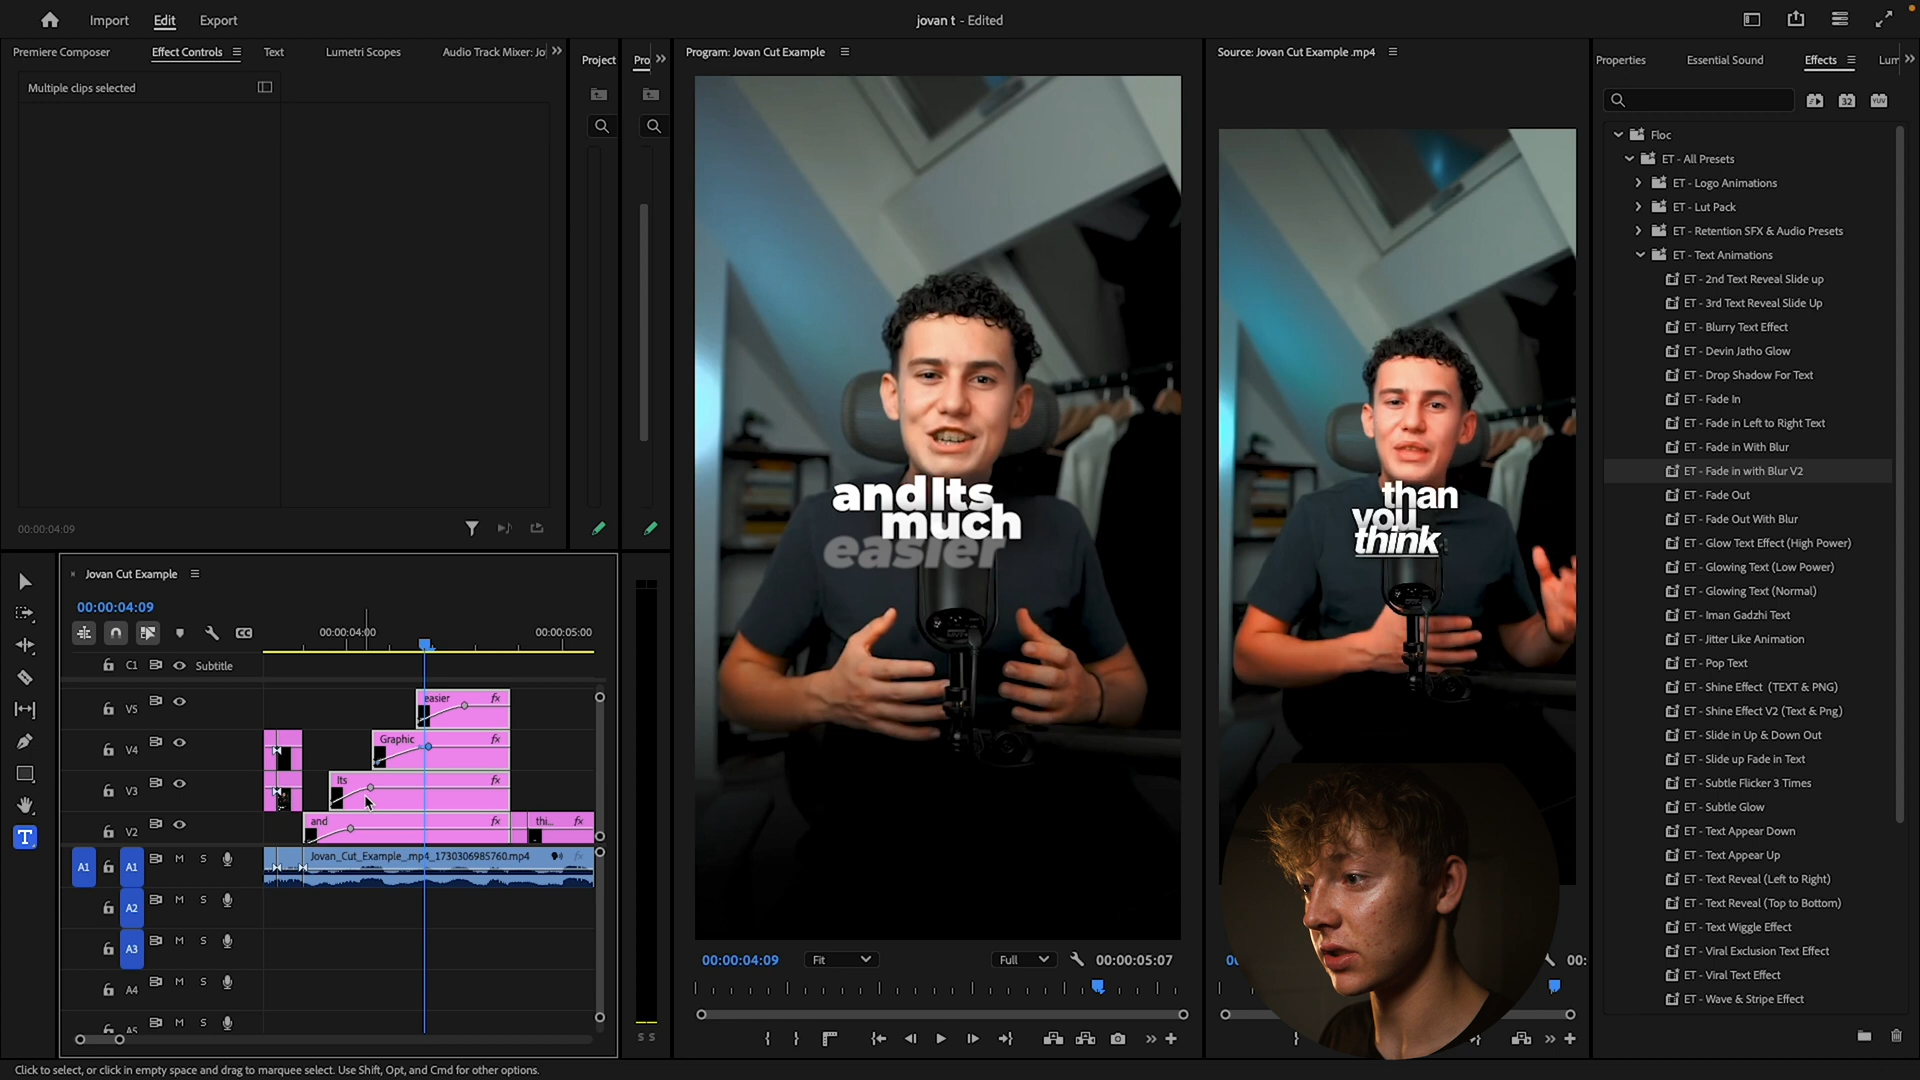 Import
Edit
Export
jovan t - Edited
Premiere Composer
Effect Controls
Text
Lumetri Scopes
Audio Track Mixer: Jo
Project
Pro
Program: Jovan Cut Example
Source: Jovan Cut Example .mp4
Properties
Essential Sound
Effects
Lum
Multiple clips selected
32
YUV
Floc
ET - All Presets
ET - Logo Animations
ET - Lut Pack
ET - Retention SFX & Audio Presets
ET - Text Animations
ET - 2nd Text Reveal Slide up
ET - 3rd Text Reveal Slide Up
ET - Blurry Text Effect
ET - Devin Jatho Glow
ET - Drop Shadow For Text
ET - Fade In
ET - Fade in Left to Right Text
ET - Fade in With Blur
ET - Fade in with Blur V2
ET - Fade Out
ET - Fade Out With Blur
ET - Glow Text Effect (High Power)
ET - Glowing Text (Low Power)
ET - Glowing Text (Normal)
ET - Iman Gadzhi Text
ET - Jitter Like Animation
ET - Pop Text
ET - Shine Effect (TEXT & PNG)
ET - Shine Effect V2 (Text & Png)
ET - Slide in Up & Down Out
ET - Slide up Fade in Text
ET - Subtle Flicker 3 Times
ET - Subtle Glow
ET - Text Appear Down
ET - Text Appear Up
ET - Text Reveal (Left to Right)
ET - Text Reveal (Top to Bottom)
ET - Text Wiggle Effect
ET - Viral Exclusion Text Effect
ET - Viral Text Effect
ET - Wave & Stripe Effect
andIts
much
easier
than
you
think
00:00:04:09
Jovan Cut Example
00:00:04:09
CC
00:00:04:00
00:00:05:00
C1
Subtitle
V5
easier
fx
V4
Graphic
fx
V3
Its
fx
V2
and
fx
thi...
fx
A1
A1
M
S
Jovan_Cut_Example_.mp4_1730306985760.mp4
fx
A2
M
S
A3
M
S
A4
M
S
A5
M
S
S S
00:00:04:09
Fit
Full
00:00:05:07
00:
T
Click to select, or click in empty space and drag to marquee select. Use Shift, Opt, and Cmd for other options.